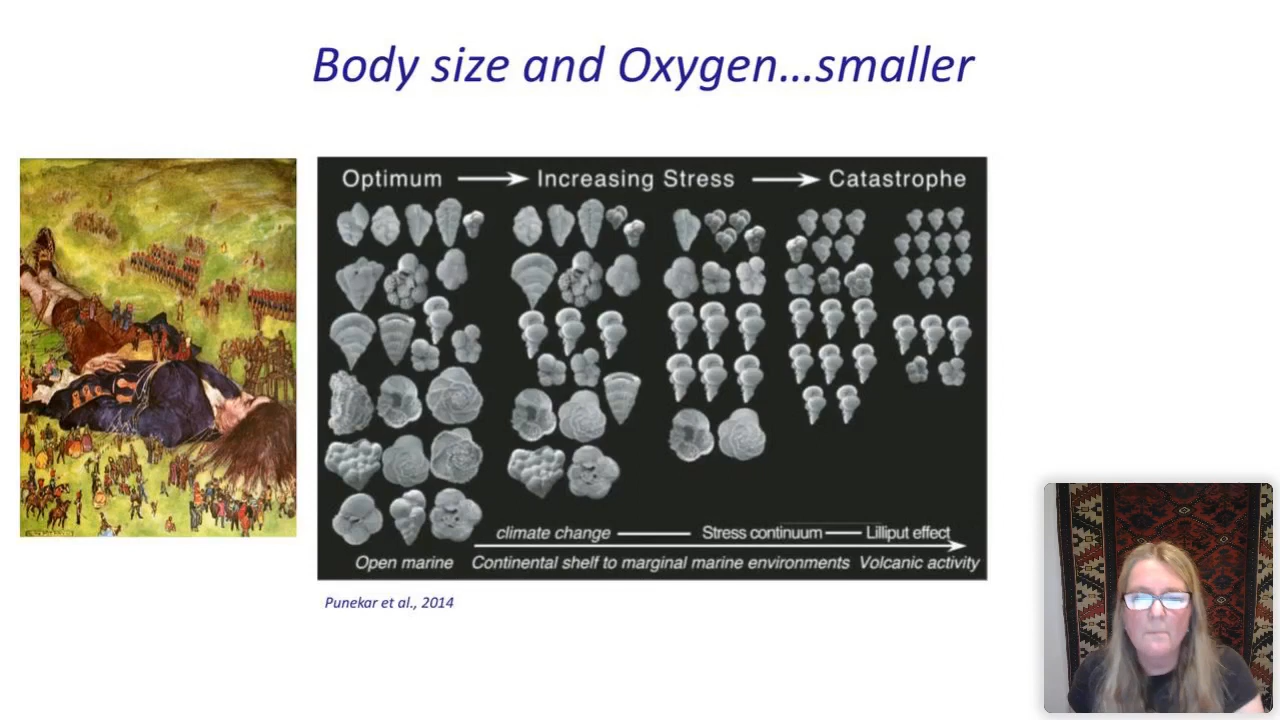 Body size and Oxygen...smaller
Optimum → Increasing Stress → Catastrophe
climate change Stress continuum Lilliput effect
Open marine Continental shelf to marginal marine environments Volcanic activity
Punekar et al., 2014